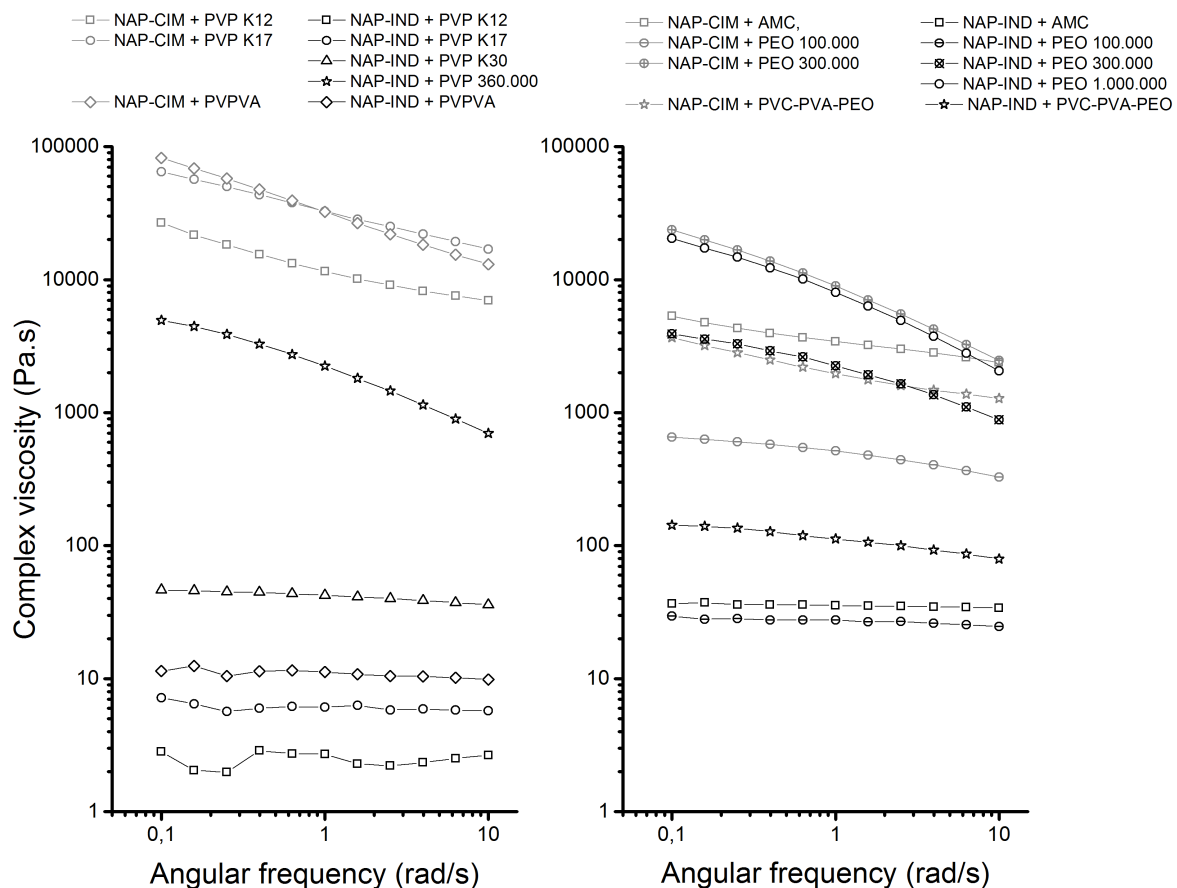 NAP-CIM + PVP K12
NAP-CIM + PVP K17
NAP-CIM + PVPVA
NAP-IND + PVP K12
NAP-IND + PVP K17
NAP-IND + PVP K30
NAP-IND + PVP 360.000
NAP-IND + PVPVA
NAP-CIM + AMC,
NAP-CIM + PEO 100.000
NAP-CIM + PEO 300.000
NAP-CIM + PVC-PVA-PEO
NAP-IND + AMC
NAP-IND + PEO 100.000
NAP-IND + PEO 300.000
NAP-IND + PEO 1.000.000
NAP-IND + PVC-PVA-PEO
Complex viscosity (Pa.s)
100000
10000
1000
100
10
1
0,1
1
10
Angular frequency (rad/s)
100000
10000
1000
100
10
1
0,1
1
10
Angular frequency (rad/s)